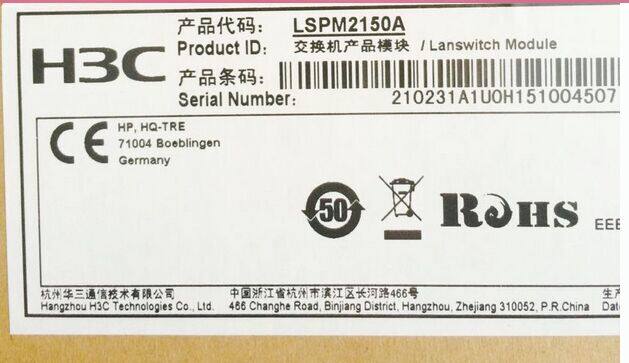 H3C
产品代码: LSPM2150A
Product ID: 交换机产品模块 / Lanswitch Module
产品条码:
Serial Number: 210231A1U0H151004507
CE HP, HQ-TRE
71004 Boeblingen
Germany
50 RoHS EEE
杭州华三通信技术有限公司 中国浙江省杭州市滨江区长河路466号 生产
Hangzhou H3C Technologies Co., Ltd. 466 Changhe Road, Binjiang District, Hangzhou, Zhejiang 310052, P.R.China Dat